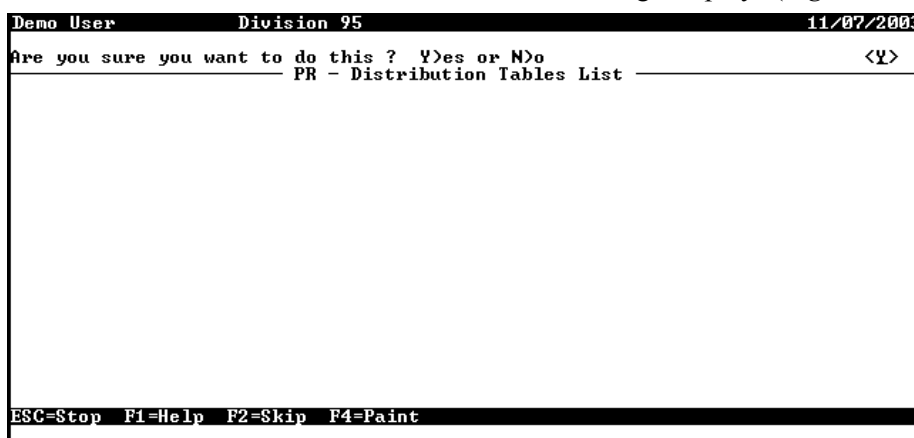 Demo User Division 95 11/07/2003
Are you sure you want to do this ? Y)es or N)o <Y>
PR - Distribution Tables List
ESC=Stop F1=Help F2=Skip F4=Paint